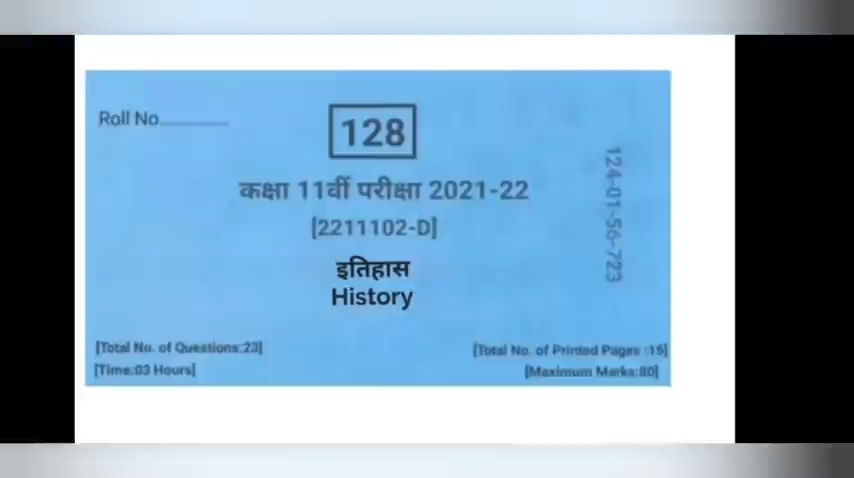 Roll No
128
124-01-56-723
कक्षा 11वीं परीक्षा 2021-22
[2211102-D]
इतिहास
History
[Total No. of Questions:23]
[Total No. of Printed Pages :15]
[Time:03 Hours]
[Maximum Marks:80]